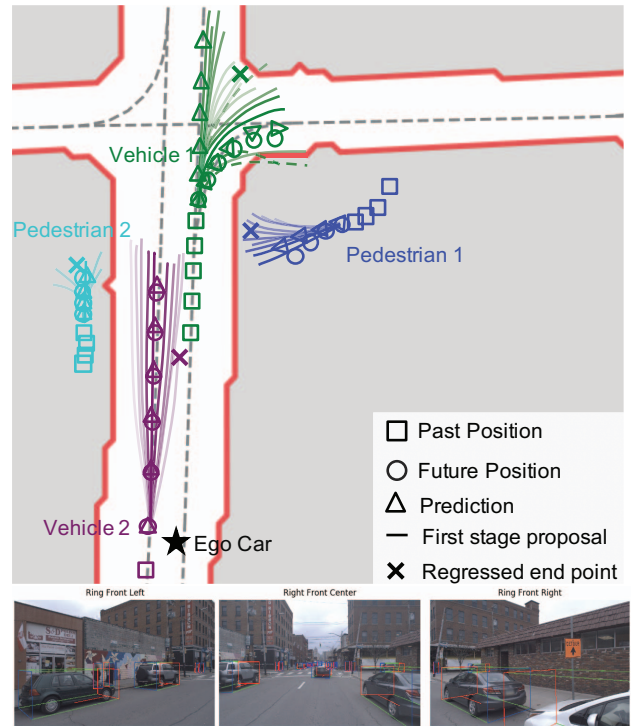 Vehicle 1
Pedestrian 2
Pedestrian 1
Past Position
Future Position
Prediction
First stage proposal
Regressed end point
Vehicle 2
Ego Car
Ring Front Left
Right Front Center
Ring Front Right